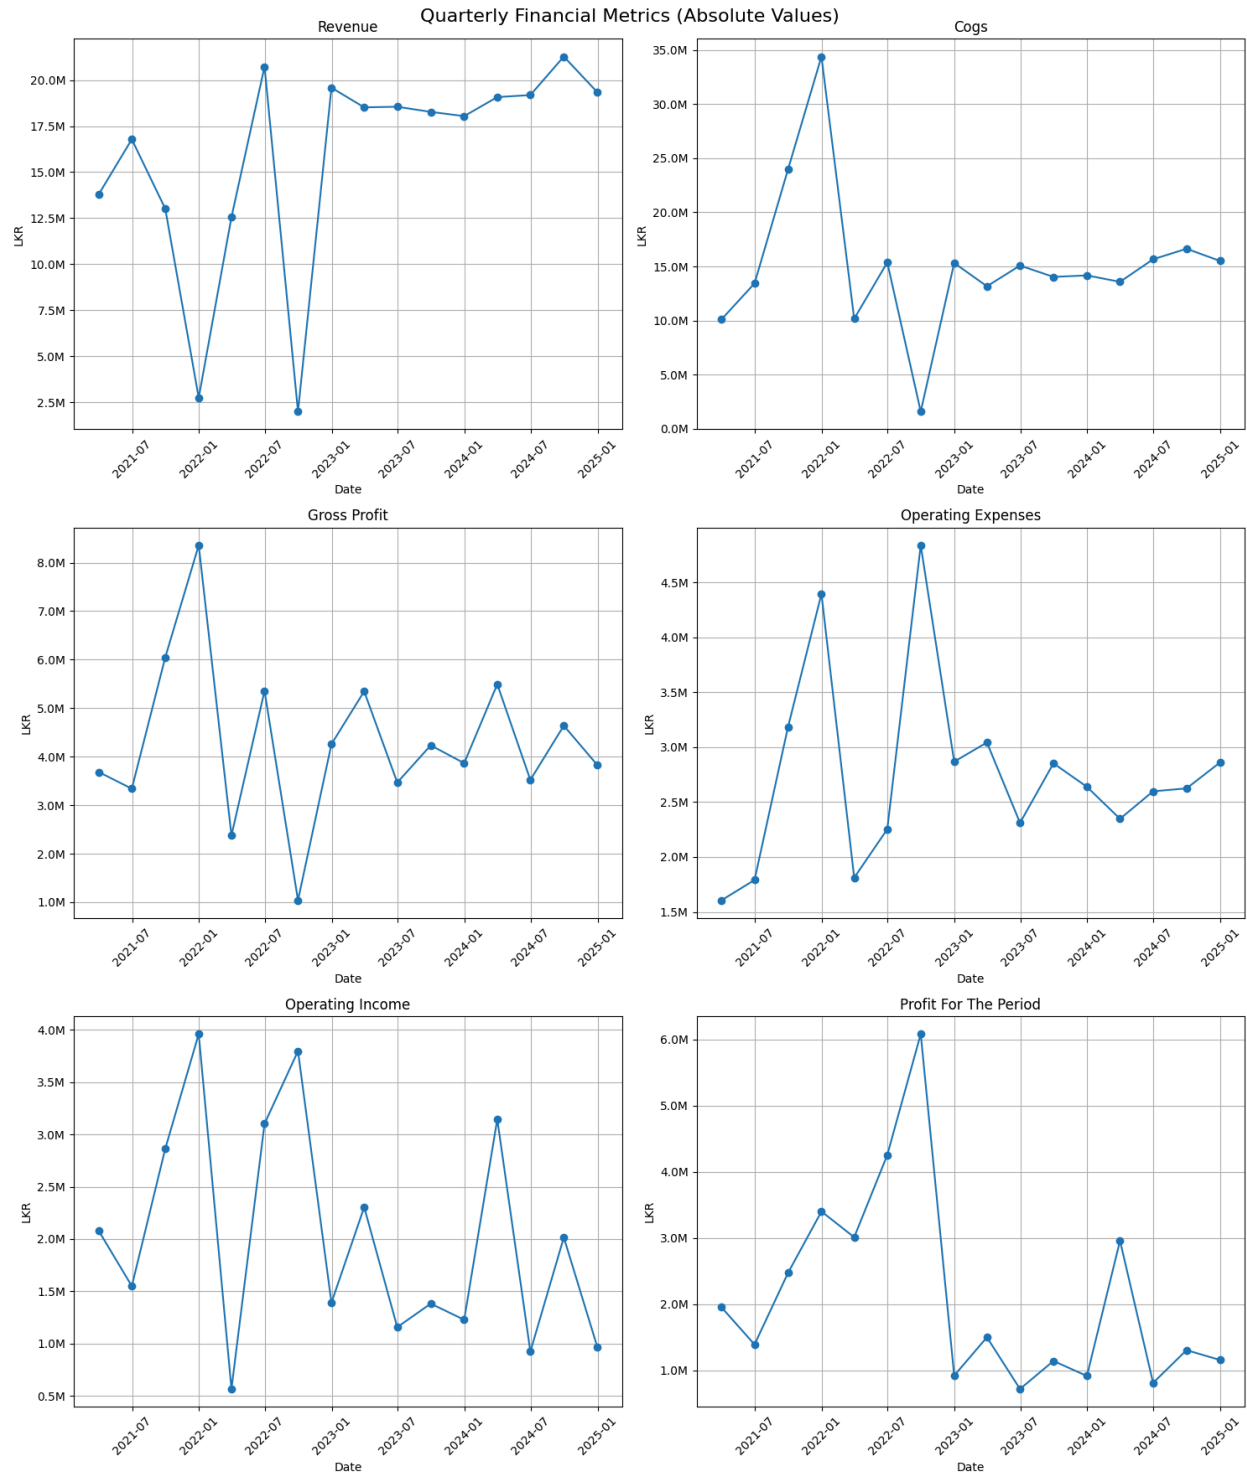 Quarterly Financial Metrics (Absolute Values)
Revenue
20.0M
17.5M
15.0M
12.5M
10.0M
7.5M
5.0M
2.5M
LKR
2021-07
2022-01
2022-07
2023-01
2023-07
2024-01
2024-07
2025-01
Date
Cogs
35.0M
30.0M
25.0M
20.0M
15.0M
10.0M
5.0M
0.0M
LKR
2021-07
2022-01
2022-07
2023-01
2023-07
2024-01
2024-07
2025-01
Date
Gross Profit
8.0M
7.0M
6.0M
5.0M
4.0M
3.0M
2.0M
1.0M
LKR
2021-07
2022-01
2022-07
2023-01
2023-07
2024-01
2024-07
2025-01
Date
Operating Expenses
4.5M
4.0M
3.5M
3.0M
2.5M
2.0M
1.5M
LKR
2021-07
2022-01
2022-07
2023-01
2023-07
2024-01
2024-07
2025-01
Date
Operating Income
4.0M
3.5M
3.0M
2.5M
2.0M
1.5M
1.0M
0.5M
LKR
2021-07
2022-01
2022-07
2023-01
2023-07
2024-01
2024-07
2025-01
Date
Profit For The Period
6.0M
5.0M
4.0M
3.0M
2.0M
1.0M
LKR
2021-07
2022-01
2022-07
2023-01
2023-07
2024-01
2024-07
2025-01
Date